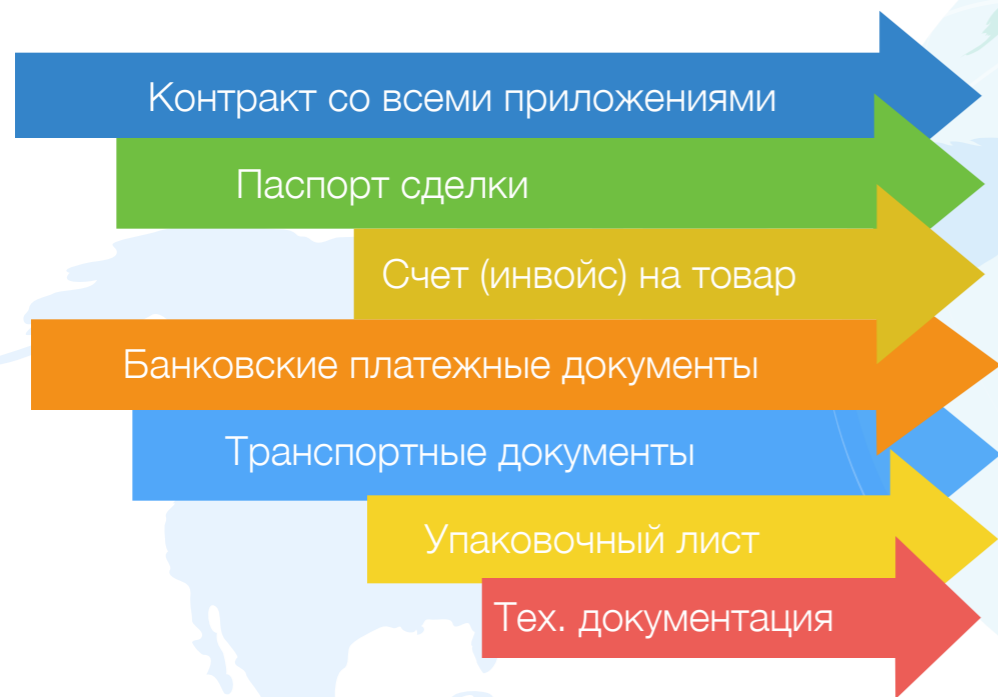 Контракт со всеми приложениями
Паспорт сделки
Счет (инвойс) на товар
Банковские платежные документы
Транспортные документы
Упаковочный лист
Тех. документация